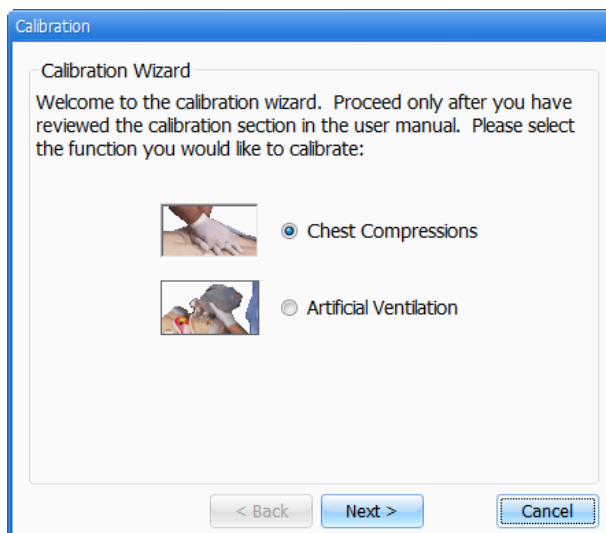 Calibration
Calibration Wizard
Welcome to the calibration wizard.  Proceed only after you have
reviewed the calibration section in the user manual.  Please select
the function you would like to calibrate:
Chest Compressions
Artificial Ventilation
< Back
Next >
Cancel